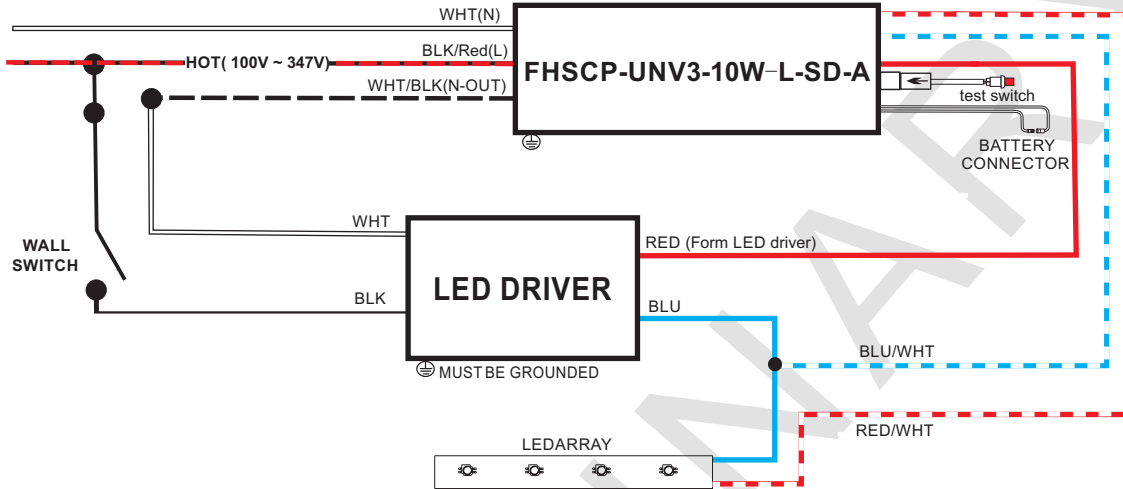 WHT(N)
BLK/Red(L)
HOT( 100V ~ 347V)
WHT/BLK(N-OUT)
FHSCP-UNV3-10W-L-SD-A
test switch
BATTERY
CONNECTOR
WHT
WALL
SWITCH
LED DRIVER
RED (Form LED driver)
BLK
BLU
MUST BE GROUNDED
BLU/WHT
RED/WHT
LEDARRAY